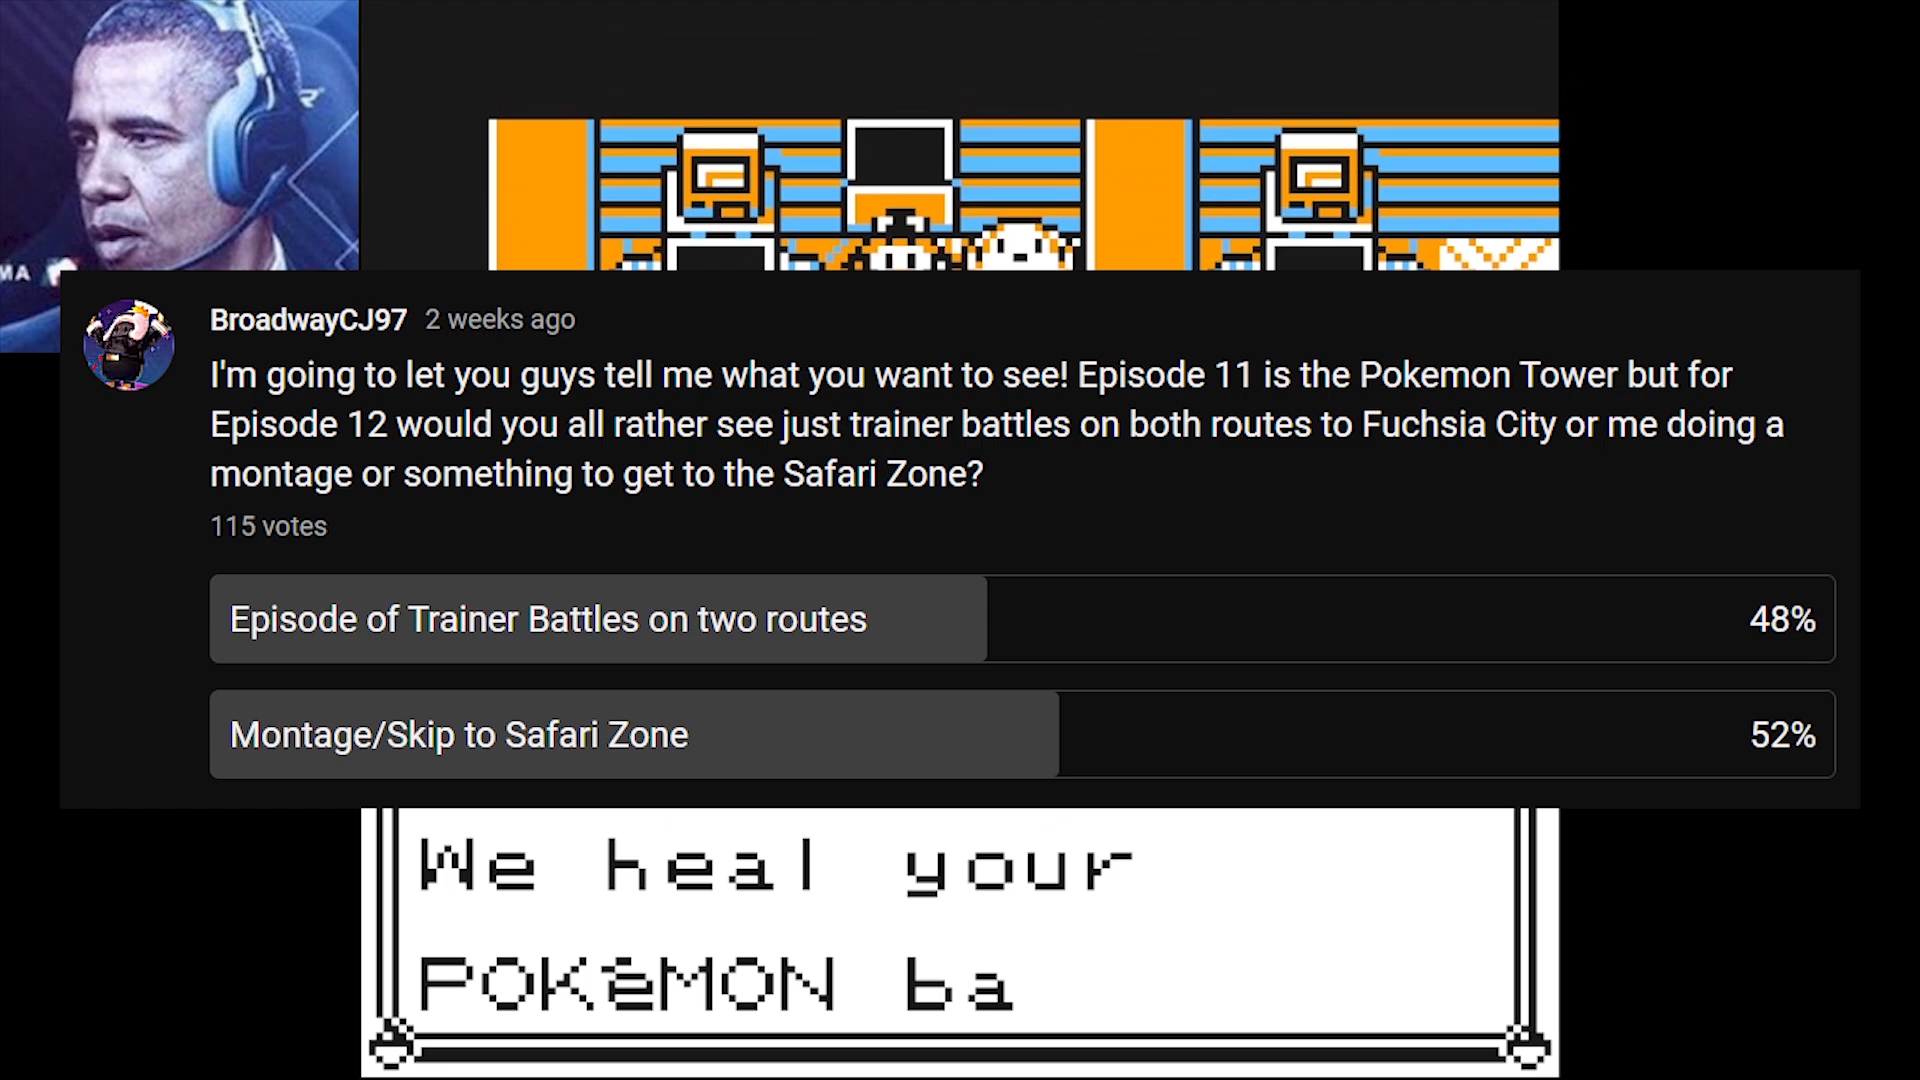 MA
BroadwayCJ97 2 weeks ago
I'm going to let you guys tell me what you want to see! Episode 11 is the Pokemon Tower but for
Episode 12 would you all rather see just trainer battles on both routes to Fuchsia City or me doing a
montage or something to get to the Safari Zone?
115 votes
Episode of Trainer Battles on two routes 48%
Montage/Skip to Safari Zone 52%
We heal your
POKéMON ba